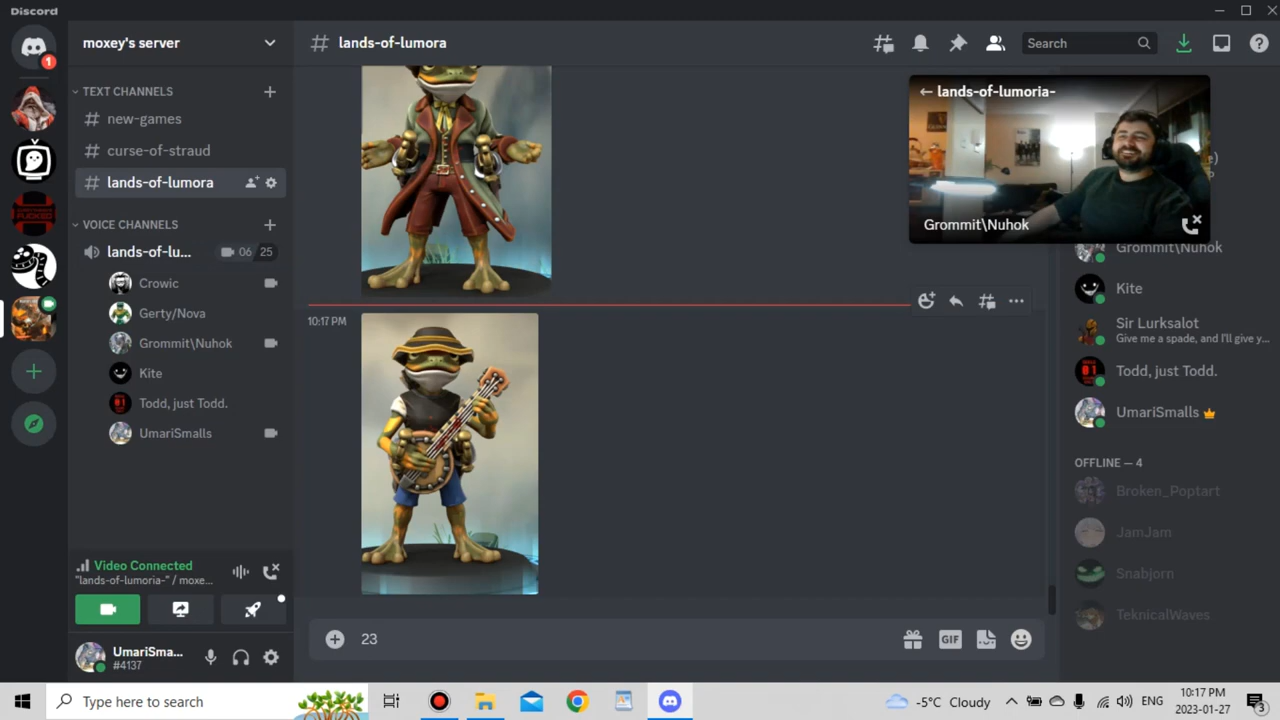 Discord
1
moxey's server
TEXT CHANNELS
new-games
curse-of-straud
lands-of-lumora
VOICE CHANNELS
lands-of-lu...
06 25
Crowic
Gerty/Nova
Grommit\Nuhok
Kite
Todd, just Todd.
UmariSmalls
Video Connected
"lands-of-lumoria-" / moxe...
UmariSma...
#4137
# lands-of-lumora
Search
10:17 PM
23
GIF
lands-of-lumoria-
Grommit\Nuhok
Grommit\Nuhok
Kite
Sir Lurksalot
Give me a spade, and I'll give y...
Todd, just Todd.
UmariSmalls
OFFLINE — 4
Broken_Poptart
JamJam
Snabjorn
TeknicalWaves
Type here to search
-5°C Cloudy
ENG
10:17 PM
2023-01-27
3